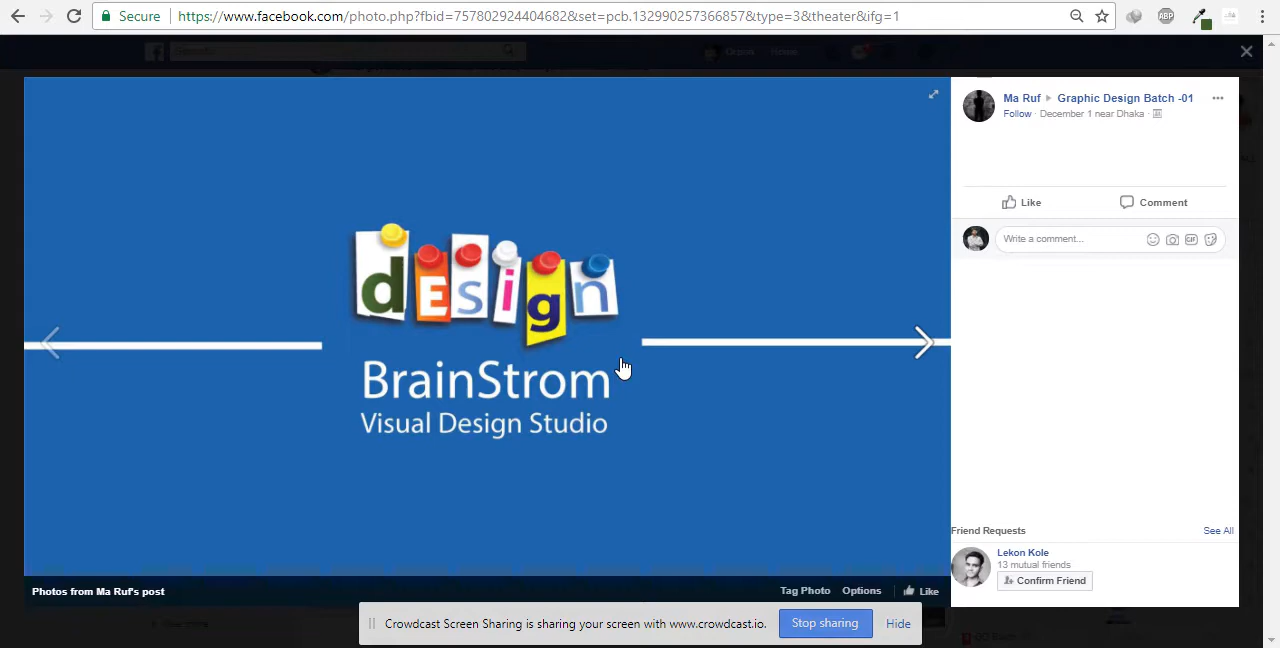 Secure
https://www.facebook.com/photo.php?fbid=757802924404682&set=pcb.132990257366857&type=3&theater&ifg=1
ABP
Ma Ruf ▸ Graphic Design Batch -01
Follow · December 1 near Dhaka ·
Like
Comment
Write a comment...
GIF
design
BrainStrom
Visual Design Studio
Friend Requests
See All
Lekon Kole
13 mutual friends
Confirm Friend
Photos from Ma Ruf's post
Tag Photo
Options
Like
Crowdcast Screen Sharing is sharing your screen with www.crowdcast.io.
Stop sharing
Hide